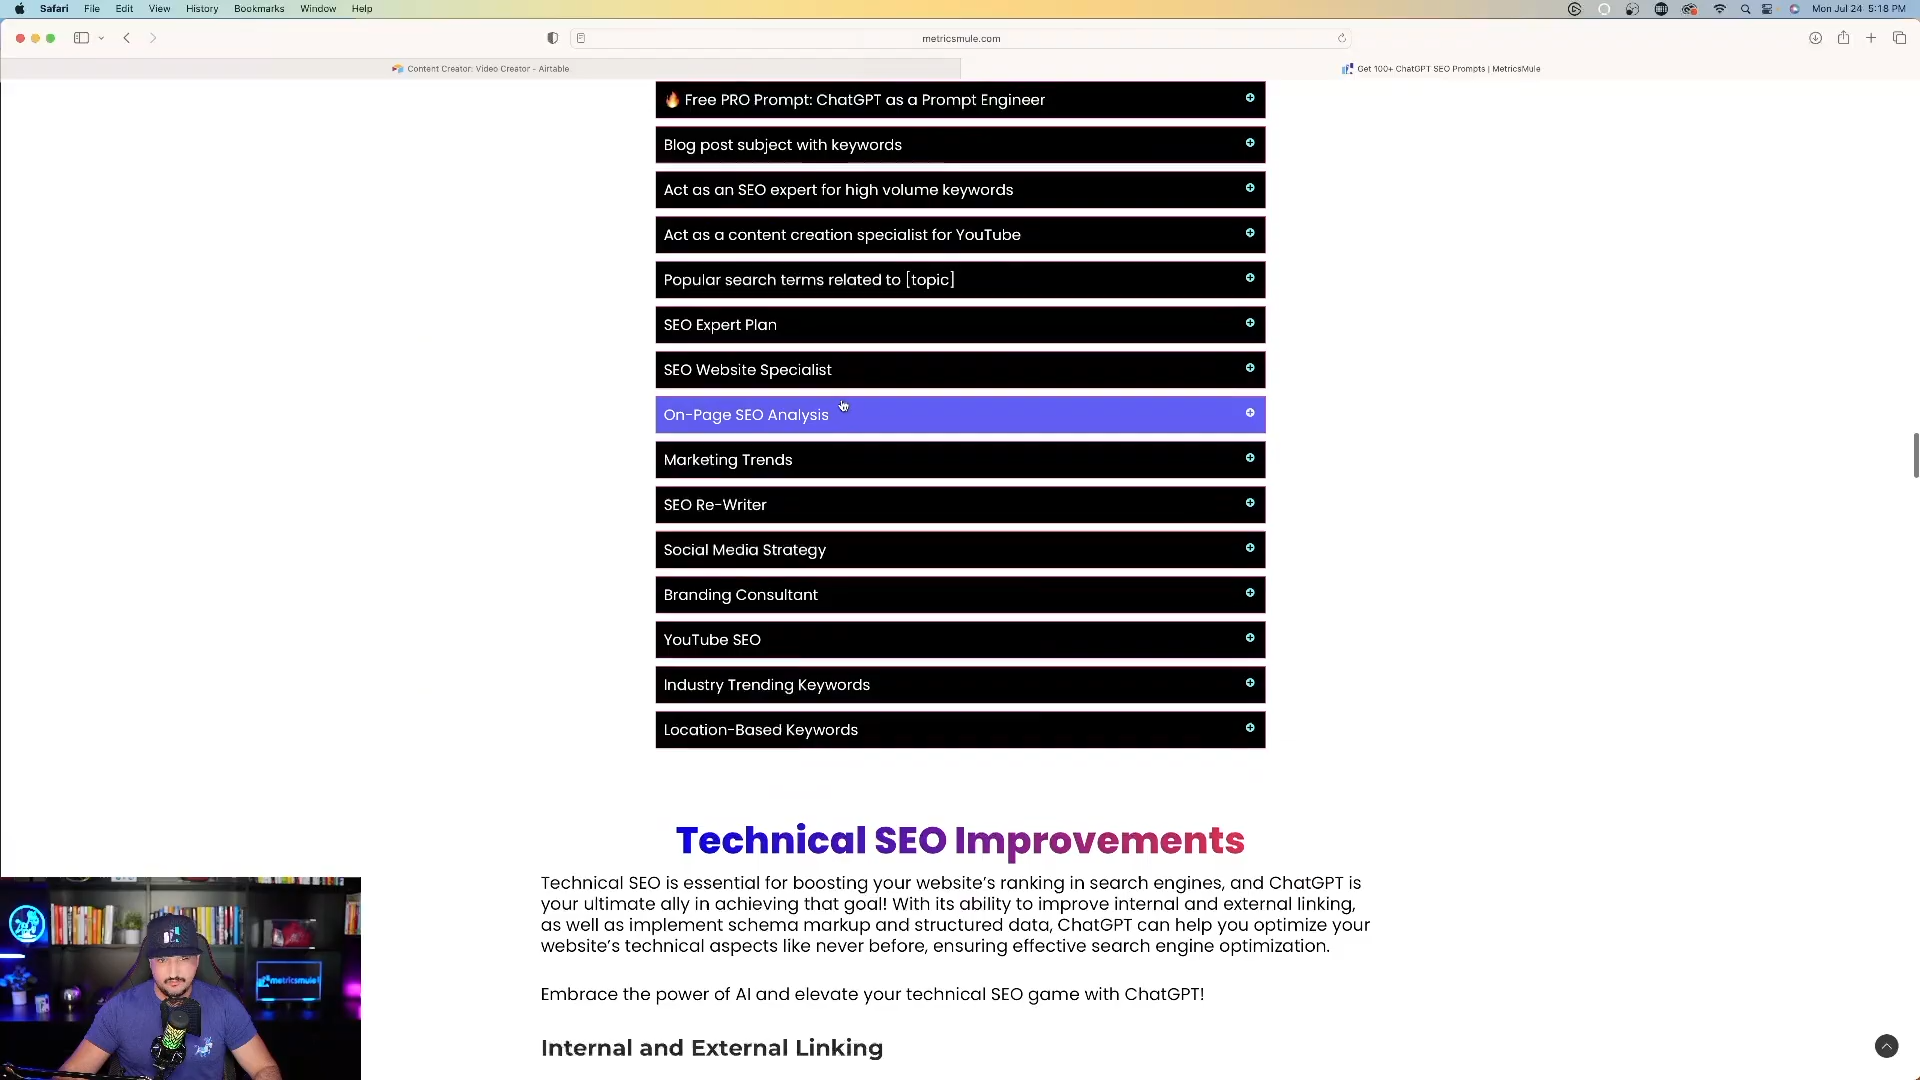 Safari File Edit View History Bookmarks Window Help
Mon Jul 24 5:18 PM
metricsmule.com
Content Creator: Video Creator - Airtable
Get 100+ ChatGPT SEO Prompts | MetricsMule
🔥 Free PRO Prompt: ChatGPT as a Prompt Engineer
Blog post subject with keywords
Act as an SEO expert for high volume keywords
Act as a content creation specialist for YouTube
Popular search terms related to [topic]
SEO Expert Plan
SEO Website Specialist
On-Page SEO Analysis
Marketing Trends
SEO Re-Writer
Social Media Strategy
Branding Consultant
YouTube SEO
Industry Trending Keywords
Location-Based Keywords
Technical SEO Improvements
Technical SEO is essential for boosting your website's ranking in search engines, and ChatGPT is
your ultimate ally in achieving that goal! With its ability to improve internal and external linking,
as well as implement schema markup and structured data, ChatGPT can help you optimize your
website's technical aspects like never before, ensuring effective search engine optimization.
Embrace the power of AI and elevate your technical SEO game with ChatGPT!
Internal and External Linking
metricsmule